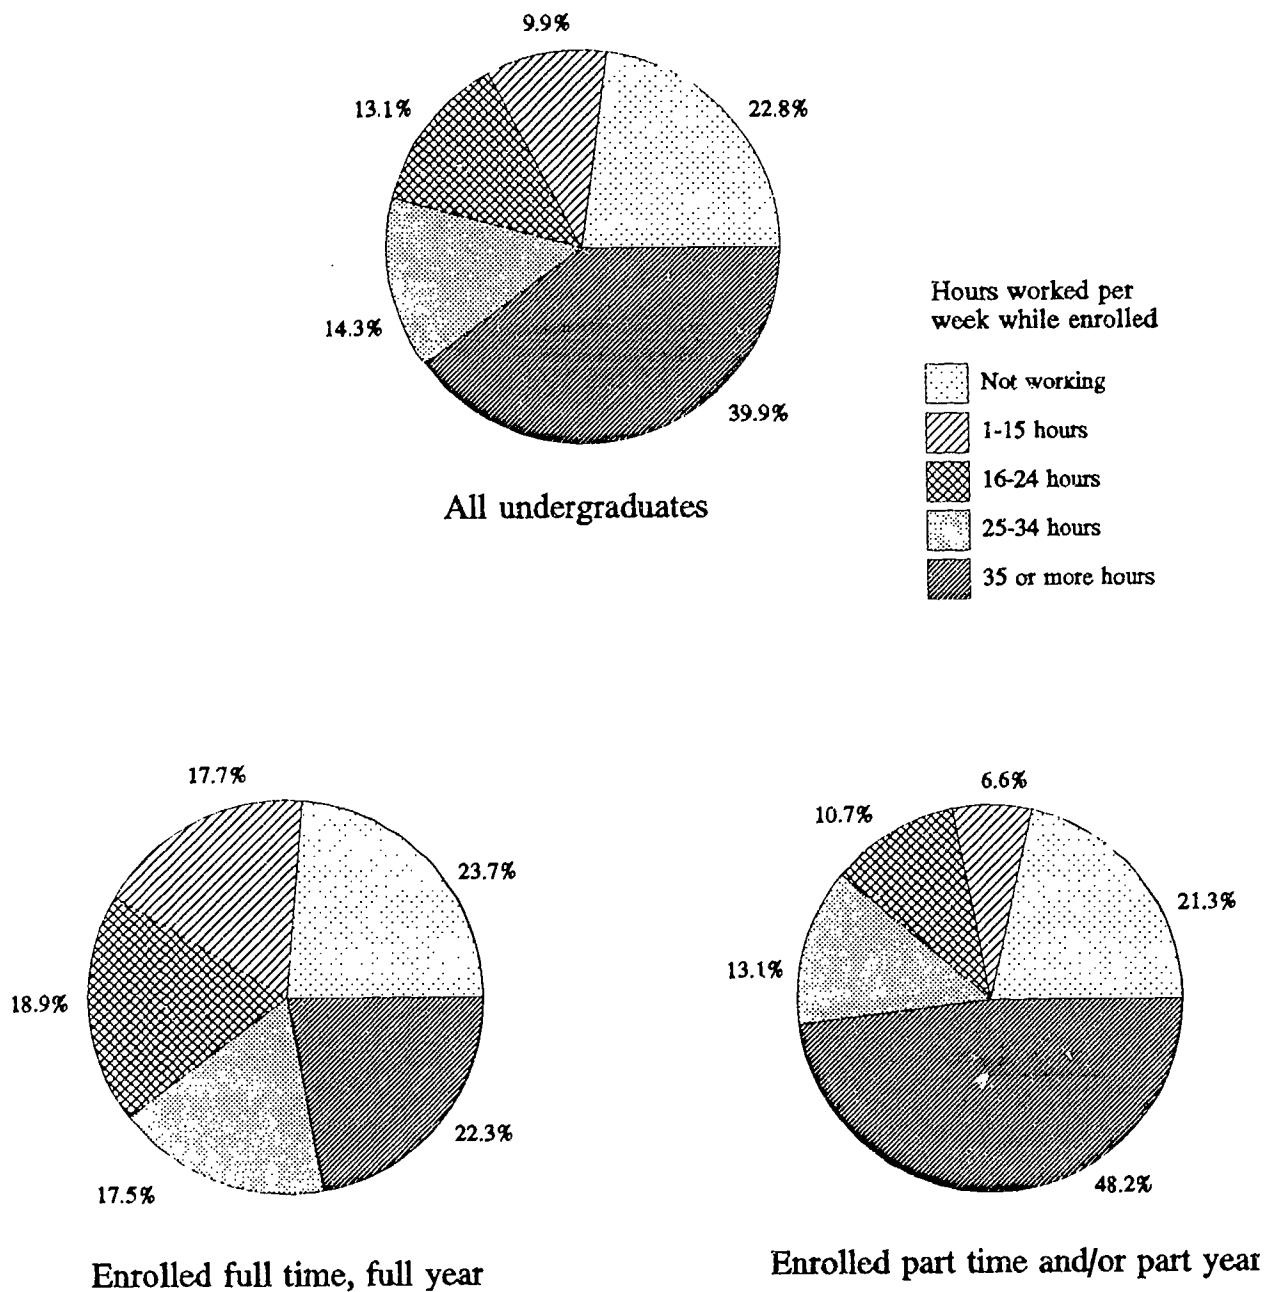 9.9%
13.1%
22.8%
14.3%
39.9%
All undergraduates
Hours worked per
week while enrolled
Not working
1-15 hours
16-24 hours
25-34 hours
35 or more hours
17.7%
23.7%
18.9%
22.3%
17.5%
Enrolled full time, full year
6.6%
10.7%
21.3%
13.1%
48.2%
Enrolled part time and/or part year